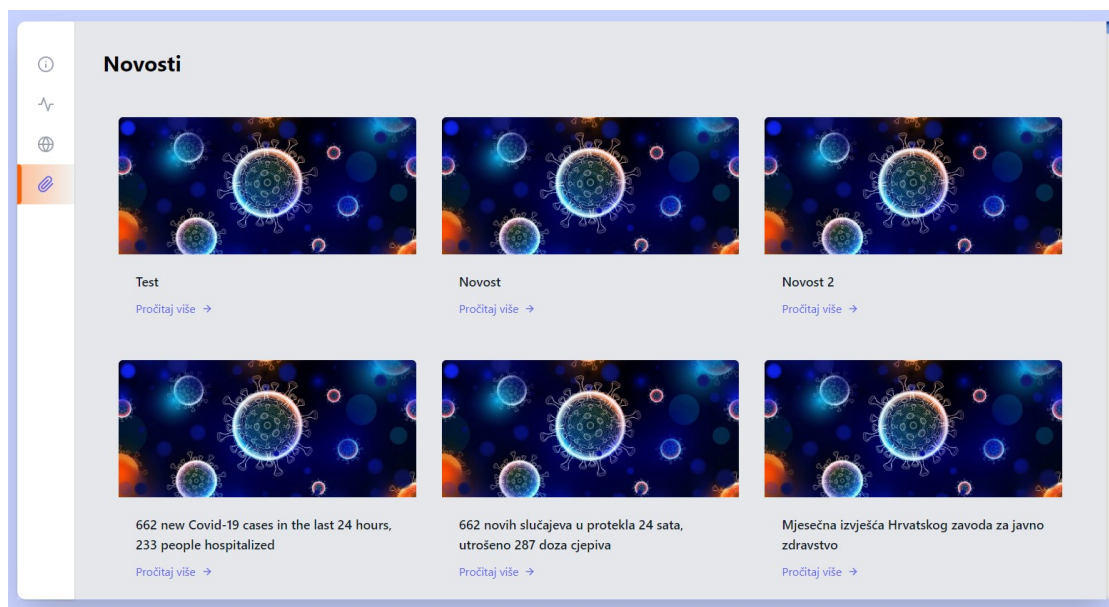 Novosti
Test
Pročitaj više →
Novost
Pročitaj više →
Novost 2
Pročitaj više →
662 new Covid-19 cases in the last 24 hours,
233 people hospitalized
Pročitaj više →
662 novih slučajeva u protekla 24 sata,
utrošeno 287 doza cjepiva
Pročitaj više →
Mjesečna izvješća Hrvatskog zavoda za javno
zdravstvo
Pročitaj više →